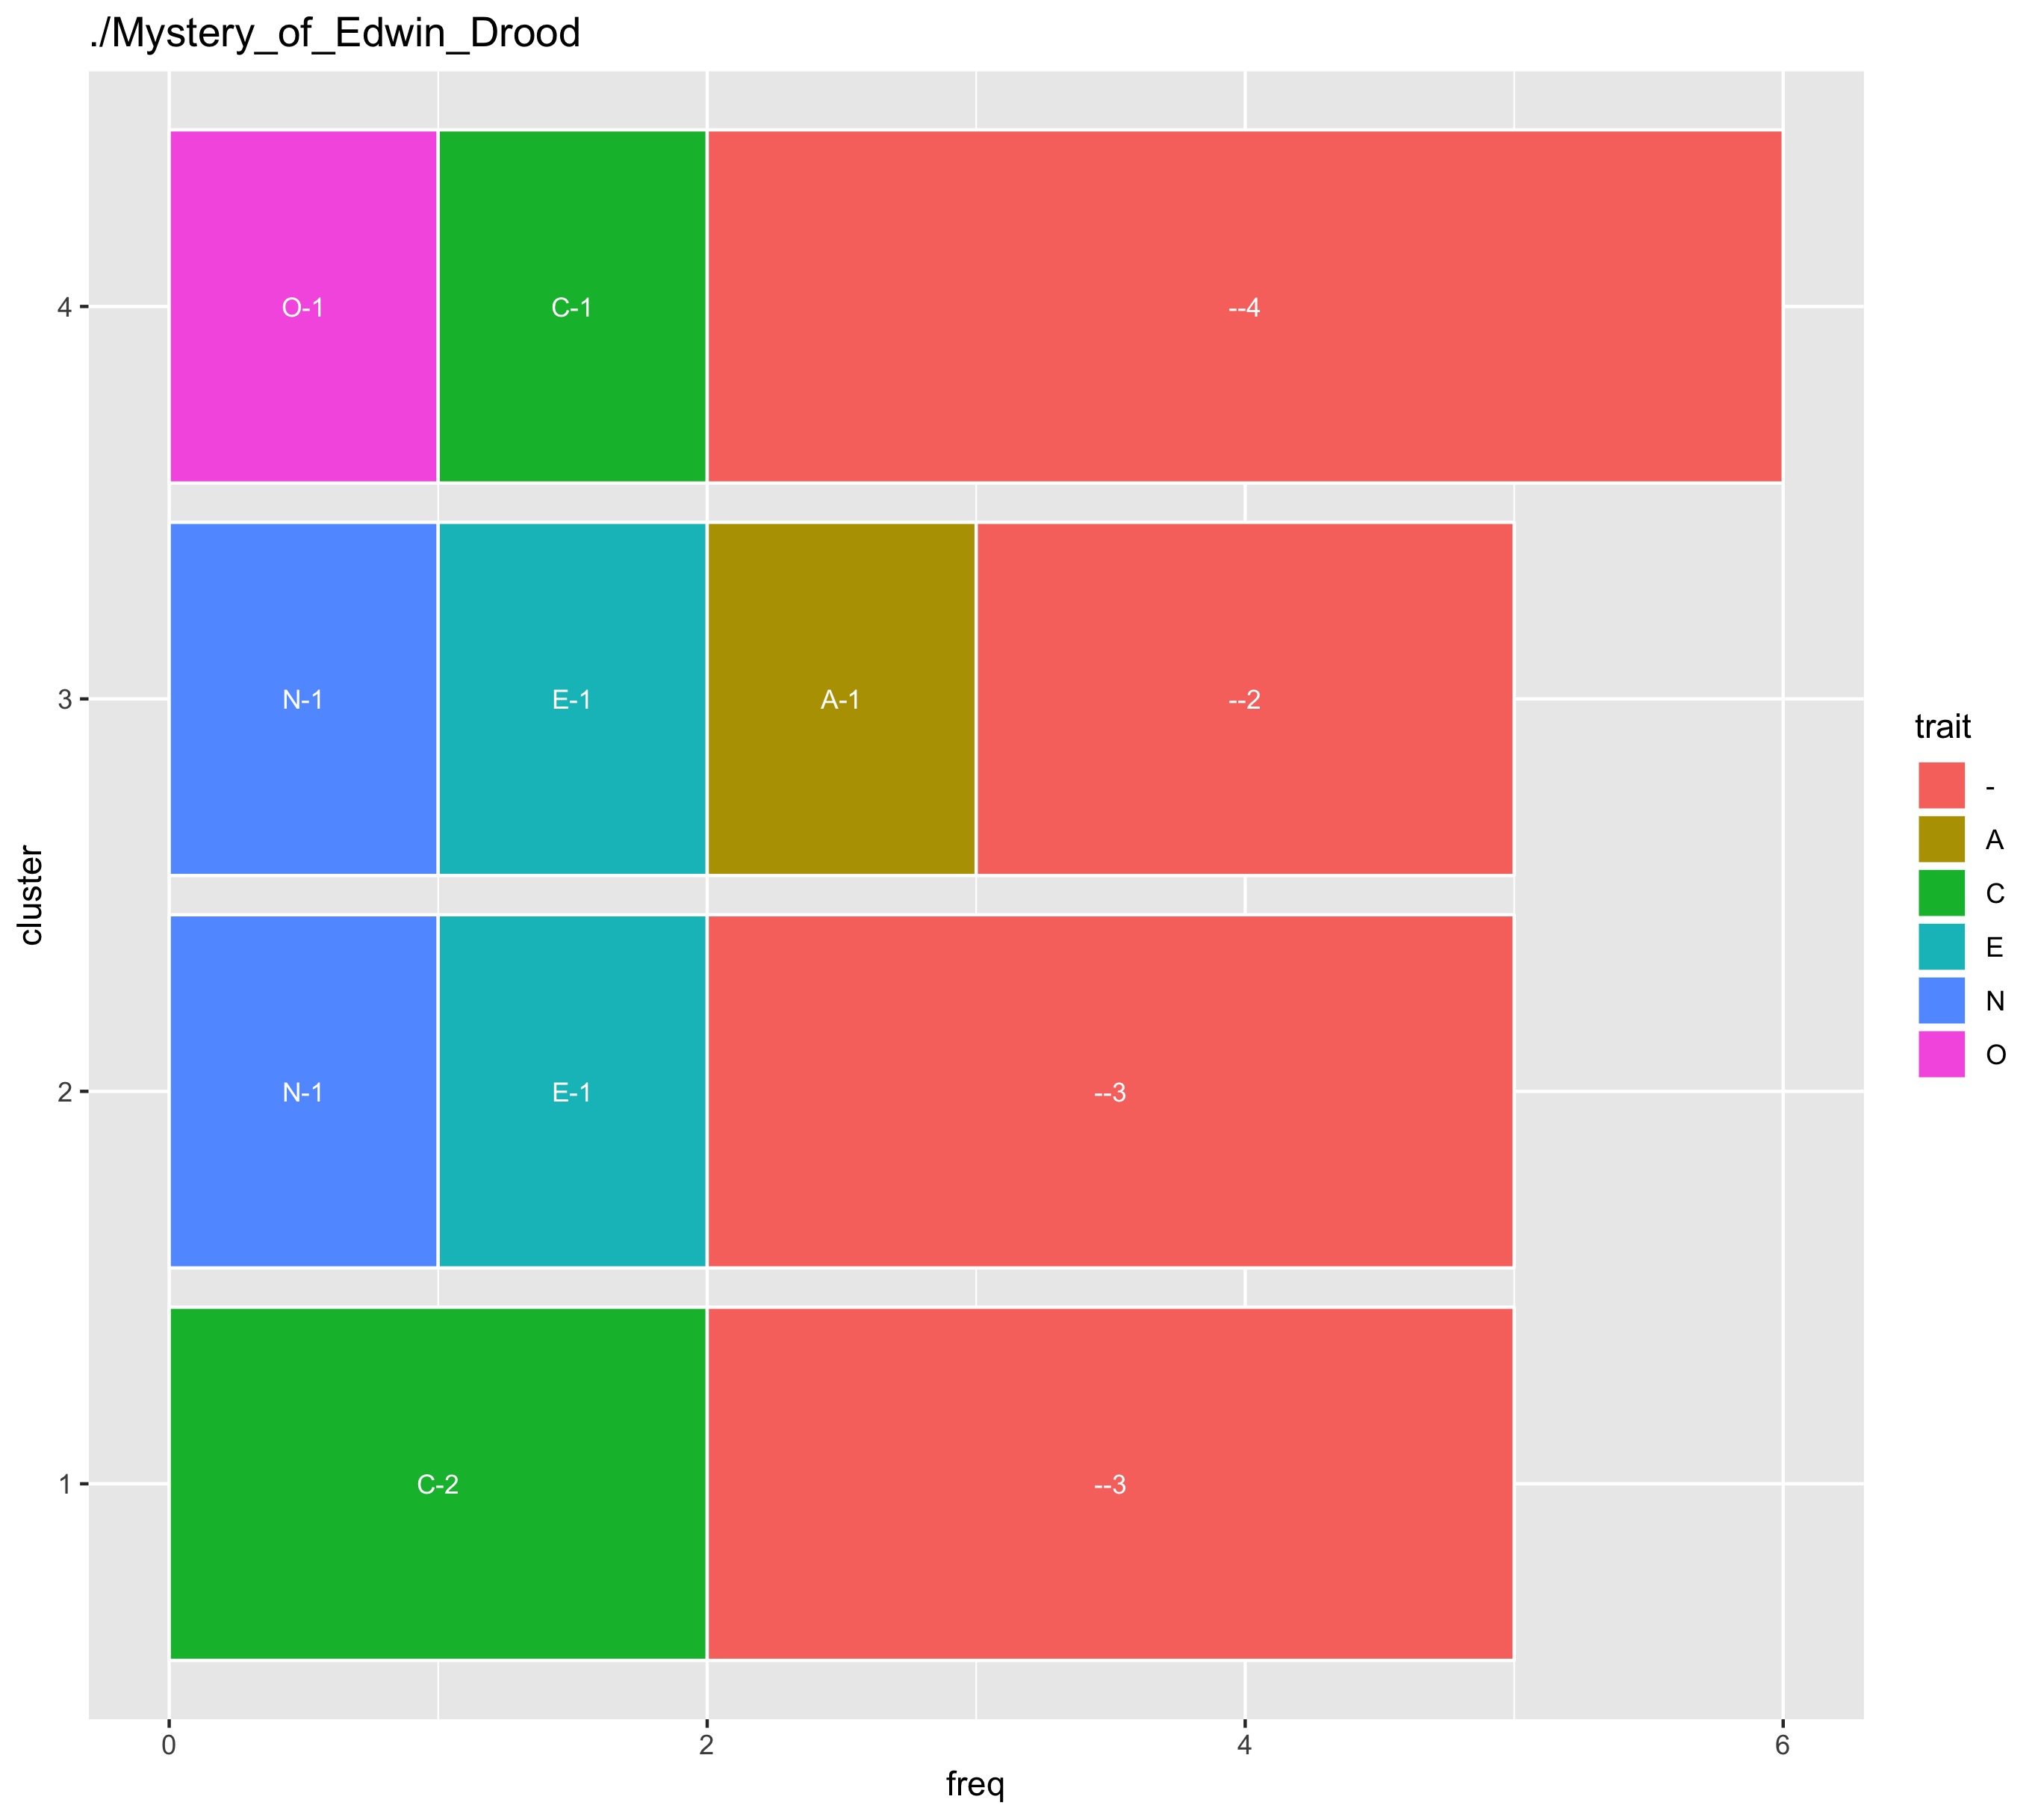 ./Mystery_of_Edwin_Drood
cluster
4
O-1 C-1 --4
3
N-1 E-1 A-1 --2
2
N-1 E-1 --3
1
C-2 --3
0 2 4 6
freq
trait
-
A
C
E
N
O